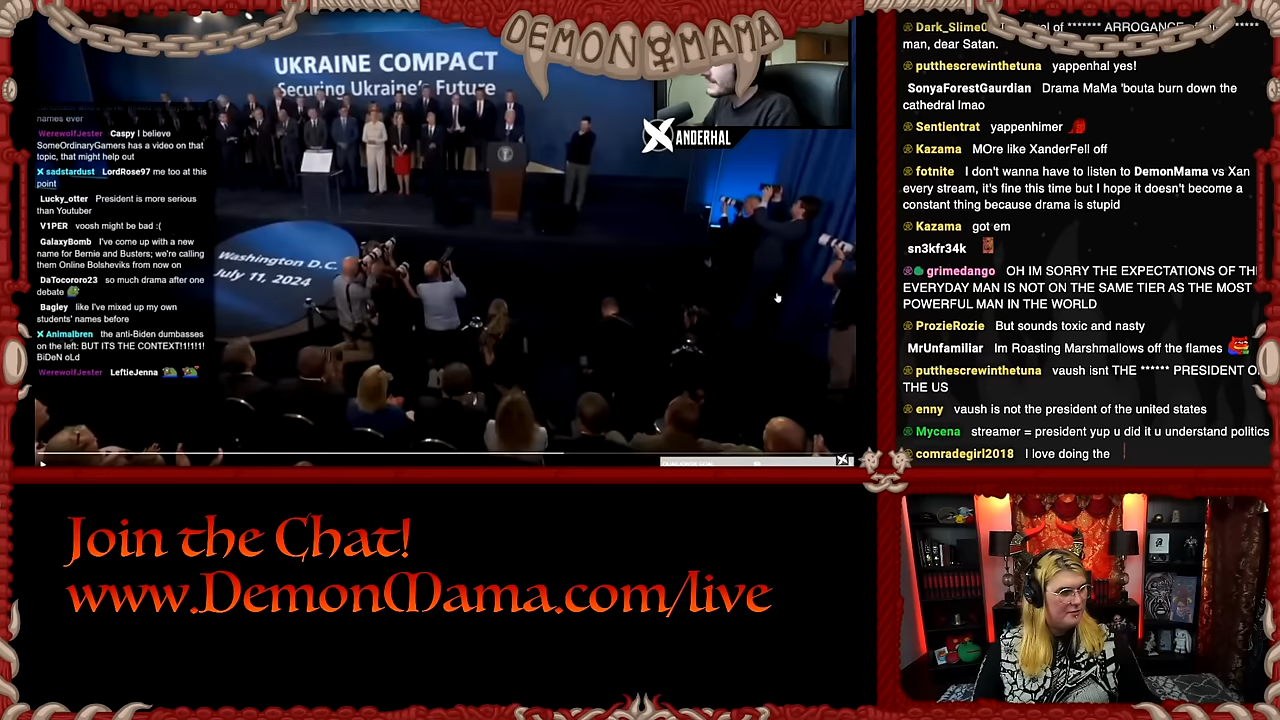 DEMON MAMA
UKRAINE COMPACT
Securing Ukraine's Future
ANDERHAL
Washington D.C.
July 11, 2024
names ever
WerewolfJester Caspy I believe
SomeOrdinaryGamers has a video on that
topic, that might help out
sadstardust LordRose97 me too at this
point
Lucky_otter President is more serious
than Youtuber
V1PER voosh might be bad :(
GalaxyBomb I've come up with a new
name for Bernie and Busters; we're calling
them Online Bolsheviks from now on
DaTocororo23 so much drama after one
debate
Bagley like I've mixed up my own
students' names before
Animalbren the anti-Biden dumbasses
on the left: BUT ITS THE CONTEXT!1!1!1!
BiDeN oLd
WerewolfJester LeftieJenna
ARROGANCE
man, dear Satan.
putthescrewinthetuna yappenhal yes!
SonyaForestGaurdian Drama MaMa 'bouta burn down the
cathedral lmao
Sentientrat yappenhimer
Kazama MOre like XanderFell off
fotnite I don't wanna have to listen to DemonMama vs Xan
every stream, it's fine this time but I hope it doesn't become a
constant thing because drama is stupid
Kazama got em
sn3kfr34k
grimedango OH IM SORRY THE EXPECTATIONS OF THE
EVERYDAY MAN IS NOT ON THE SAME TIER AS THE MOST
POWERFUL MAN IN THE WORLD
ProzieRozie But sounds toxic and nasty
MrUnfamiliar Im Roasting Marshmallows off the flames
putthescrewinthetuna vaush isnt THE ****** PRESIDENT OF
THE US
enny vaush is not the president of the united states
Mycena streamer = president yup u did it u understand politics
comradegirl2018 I love doing the
Join the Chat!
www.DemonMama.com/live